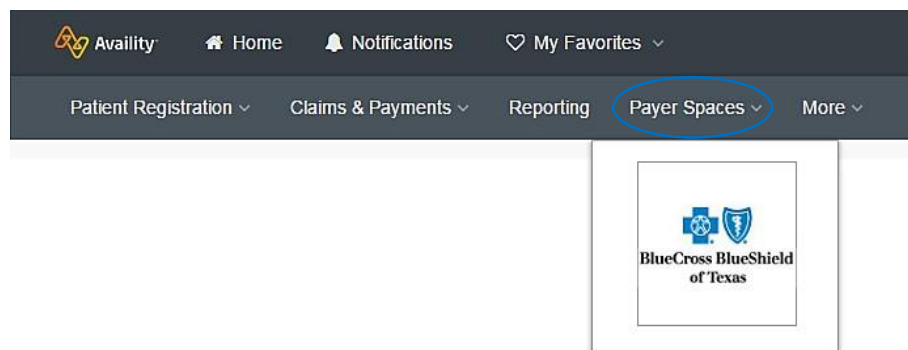 Availity Home Notifications My Favorites
Patient Registration Claims & Payments Reporting Payer Spaces More
BlueCross BlueShield
of Texas